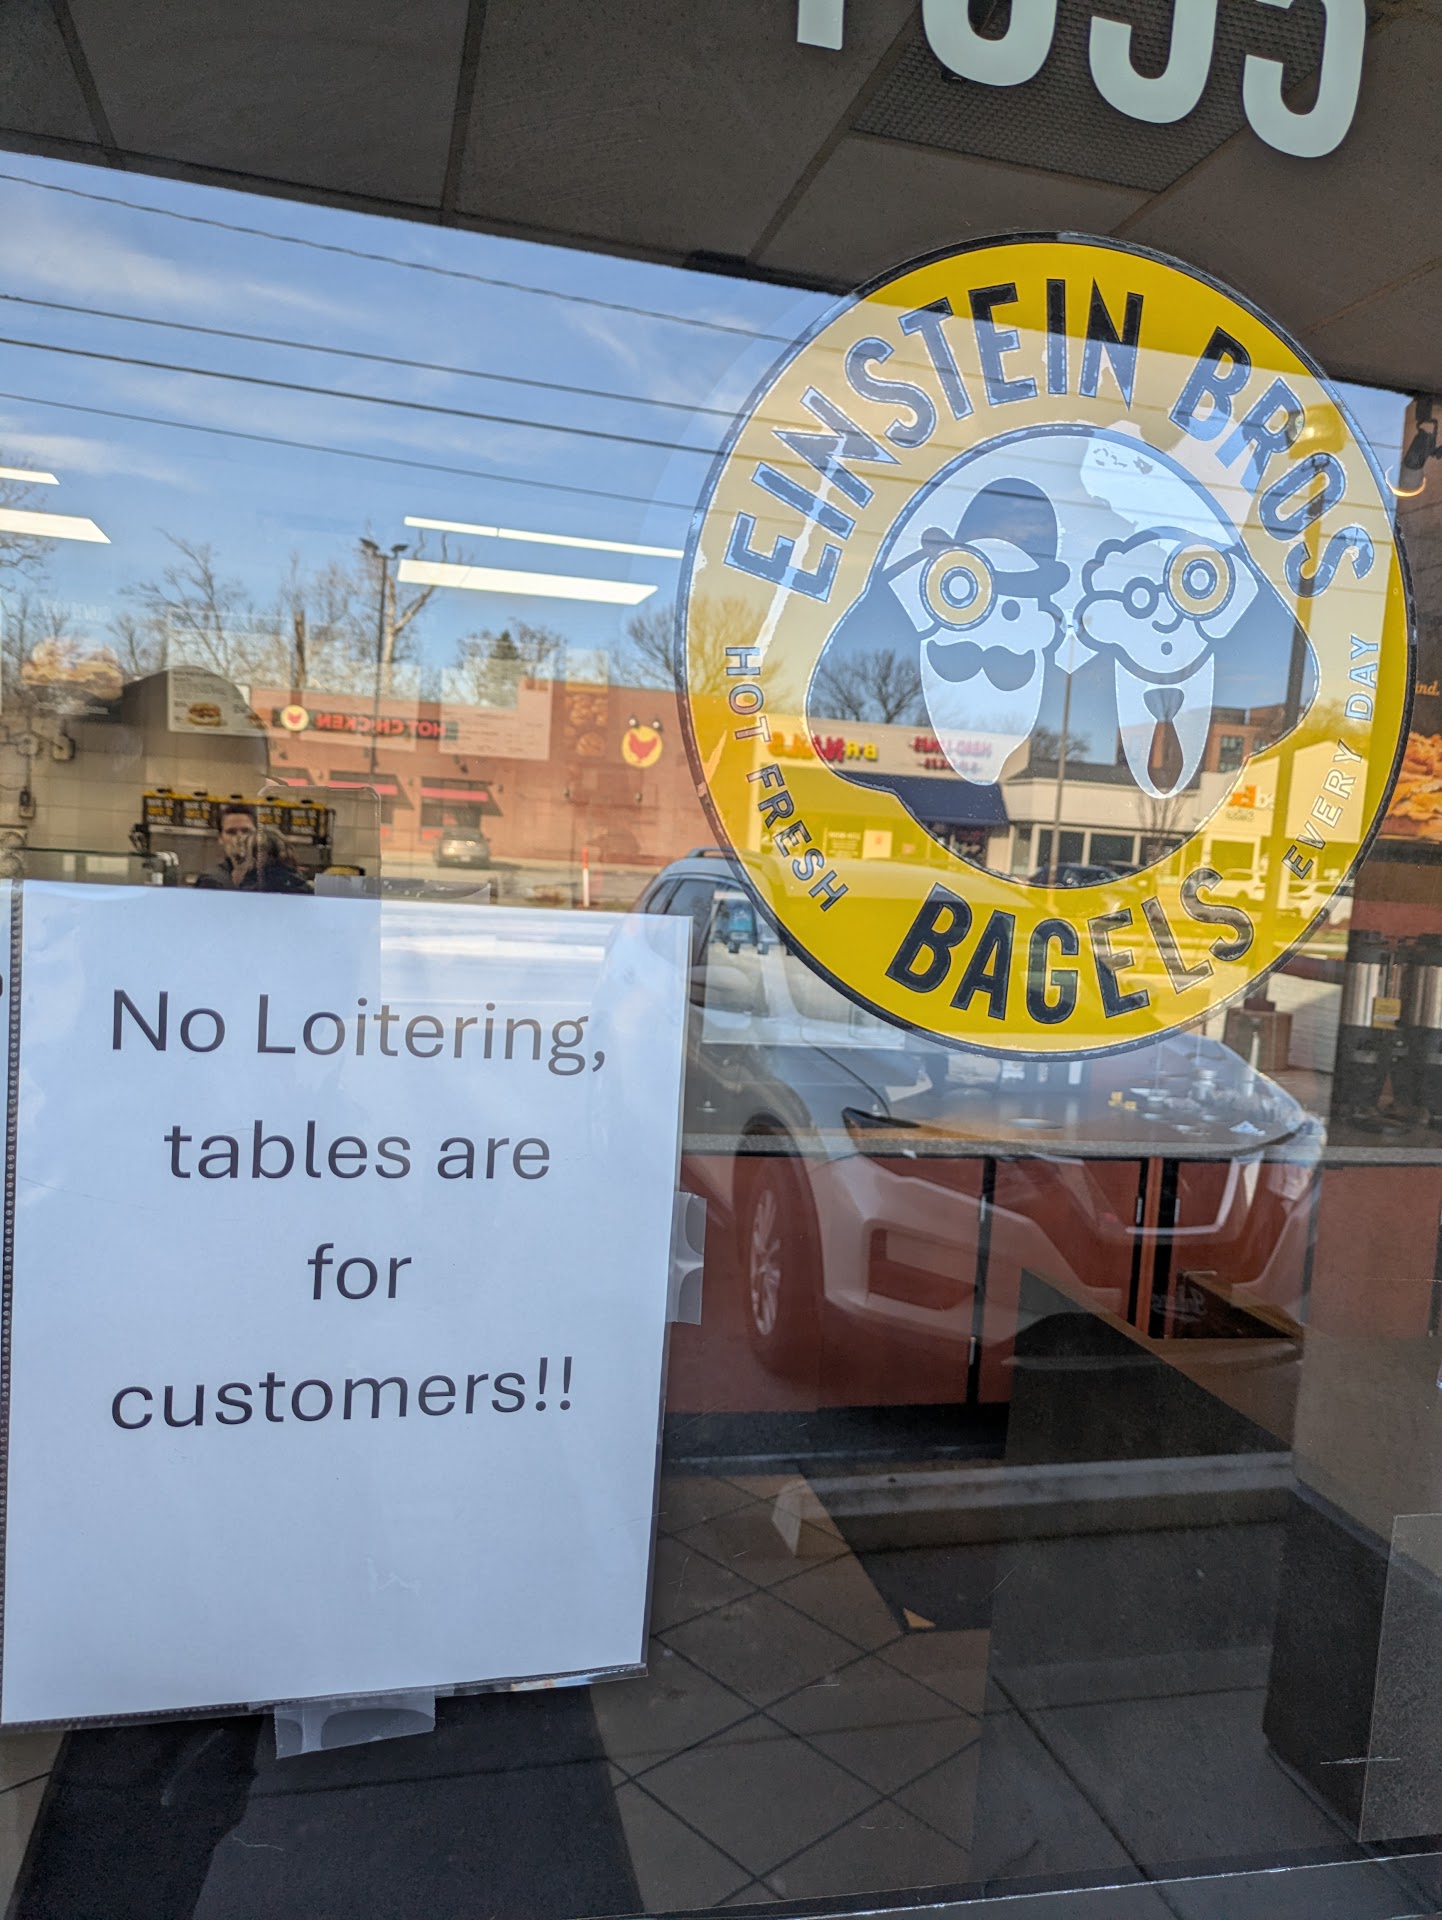 EINSTEIN BROS
HOT FRESH
EVERY DAY
BAGELS
HOT CHICKEN
No Loitering,
tables are
for
customers!!